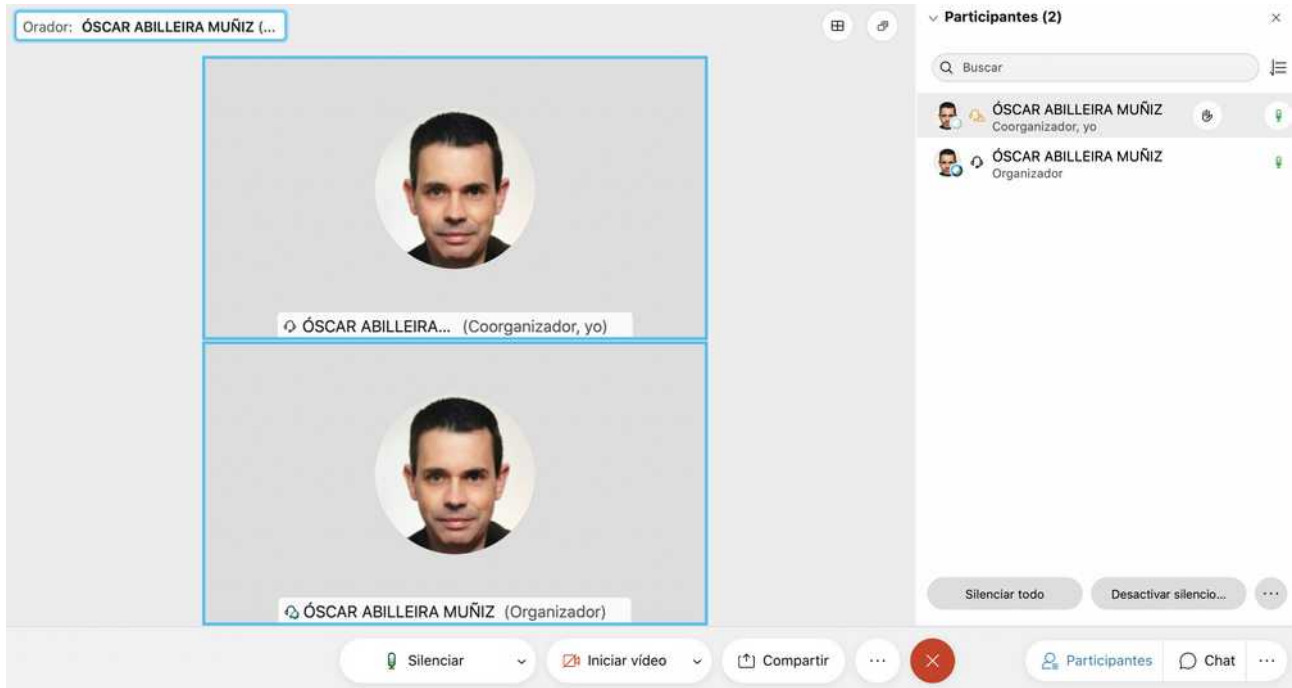 Orador: ÓSCAR ABILLEIRA MUÑIZ (...
ÓSCAR ABILLEIRA... (Coorganizador, yo)
ÓSCAR ABILLEIRA MUÑIZ (Organizador)
Participantes (2)
Buscar
ÓSCAR ABILLEIRA MUÑIZ
Coorganizador, yo
ÓSCAR ABILLEIRA MUÑIZ
Organizador
Silenciar todo Desactivar silencio...
Silenciar Iniciar vídeo Compartir Participantes Chat